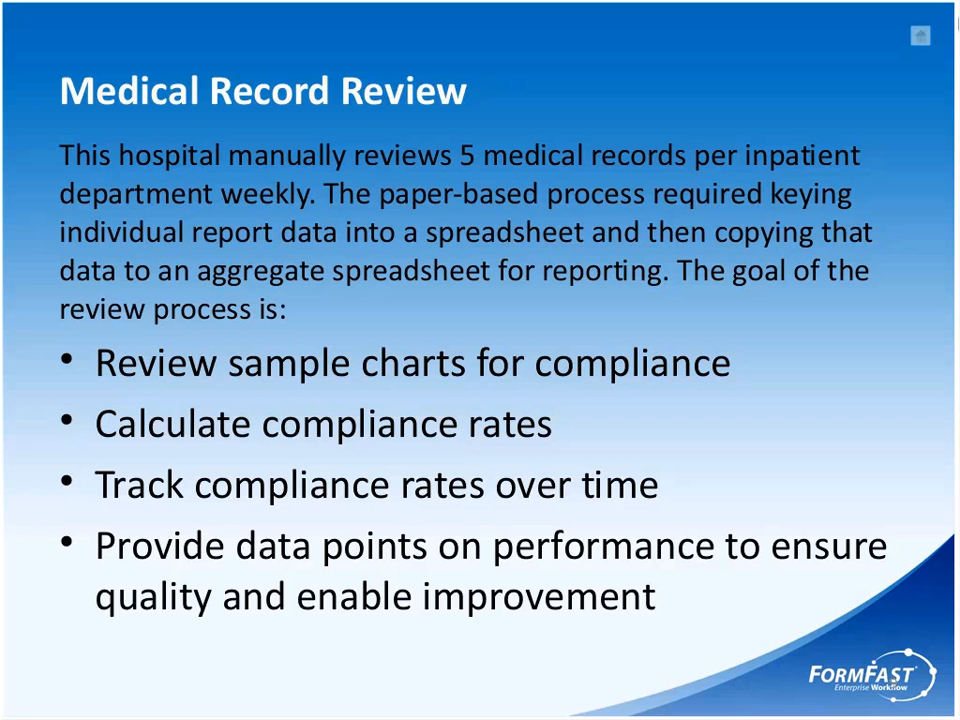 Medical Record Review
This hospital manually reviews 5 medical records per inpatient
department weekly. The paper-based process required keying
individual report data into a spreadsheet and then copying that
data to an aggregate spreadsheet for reporting. The goal of the
review process is:
• Review sample charts for compliance
• Calculate compliance rates
• Track compliance rates over time
• Provide data points on performance to ensure
quality and enable improvement
FORMFAST
Enterprise Workflow